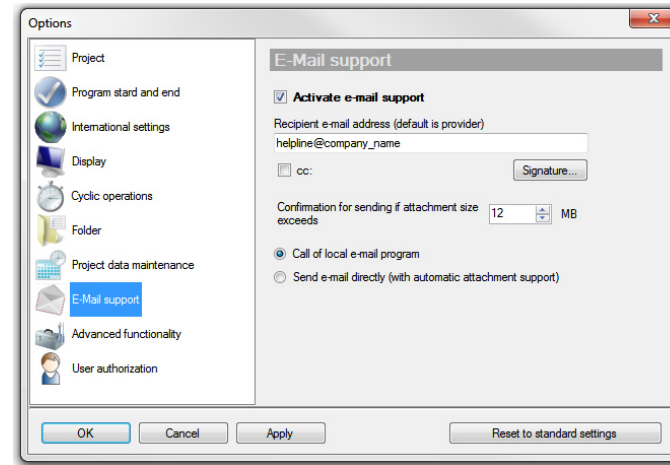 Options
Project
Program stard and end
International settings
Display
Cyclic operations
Folder
Project data maintenance
E-Mail support
Advanced functionality
User authorization
E-Mail support
Activate e-mail support
Recipient e-mail address (default is provider)
helpline@company_name
cc:
Signature...
Confirmation for sending if attachment size
exceeds
12
MB
Call of local e-mail program
Send e-mail directly (with automatic attachment support)
OK
Cancel
Apply
Reset to standard settings